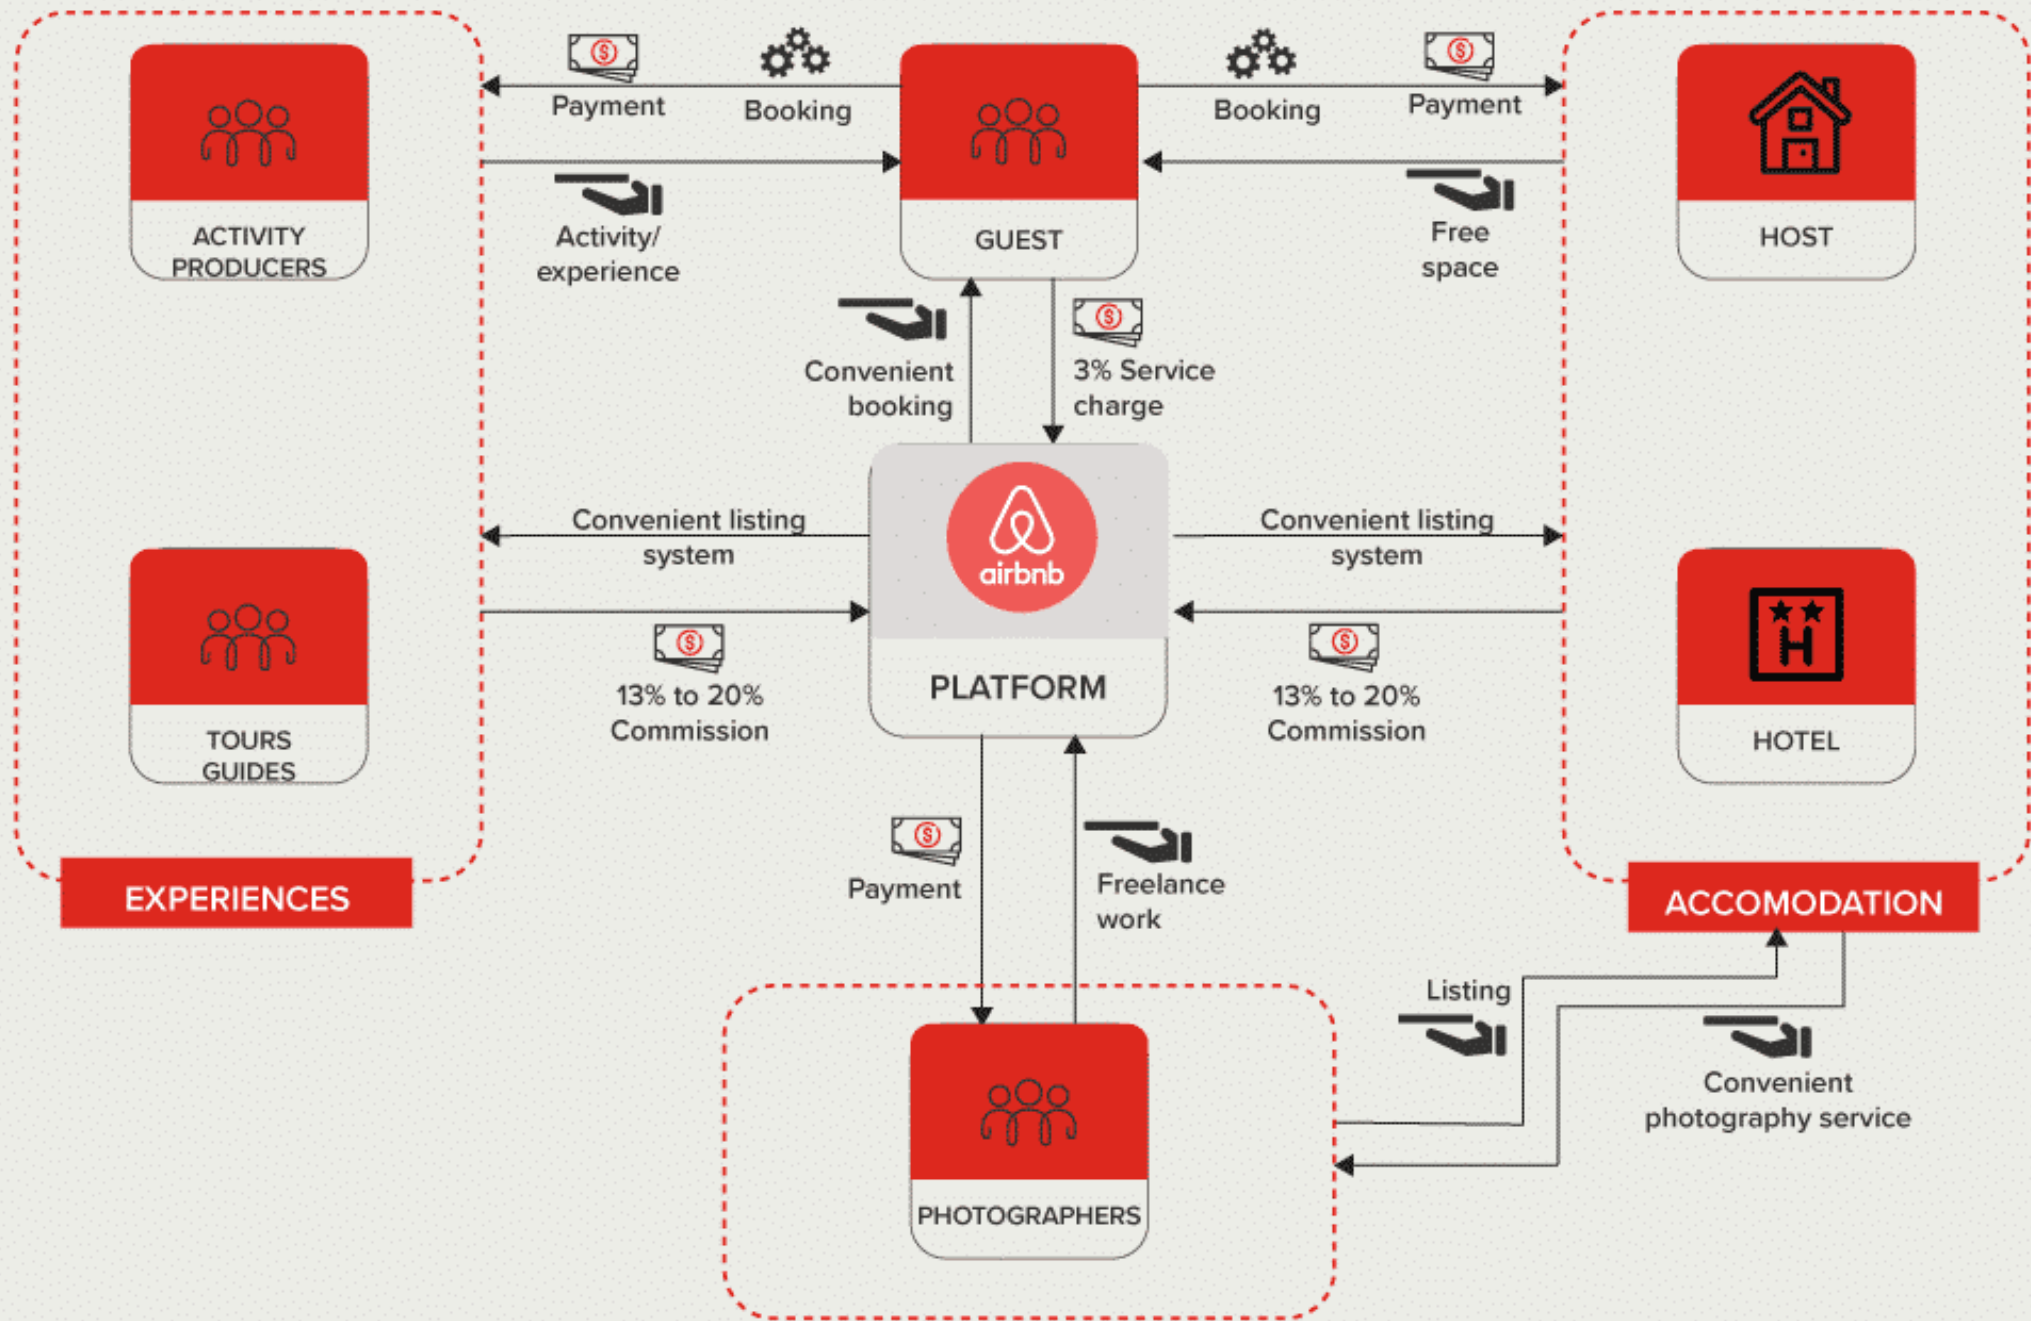 Payment
Booking
Booking
Payment
ACTIVITY
PRODUCERS
Activity/
experience
GUEST
Free
space
HOST
Convenient
booking
3% Service
charge
Convenient listing
system
airbnb
Convenient listing
system
TOURS
GUIDES
13% to 20%
Commission
PLATFORM
13% to 20%
Commission
H
HOTEL
EXPERIENCES
Payment
Freelance
work
ACCOMODATION
Listing
Convenient
photography service
PHOTOGRAPHERS